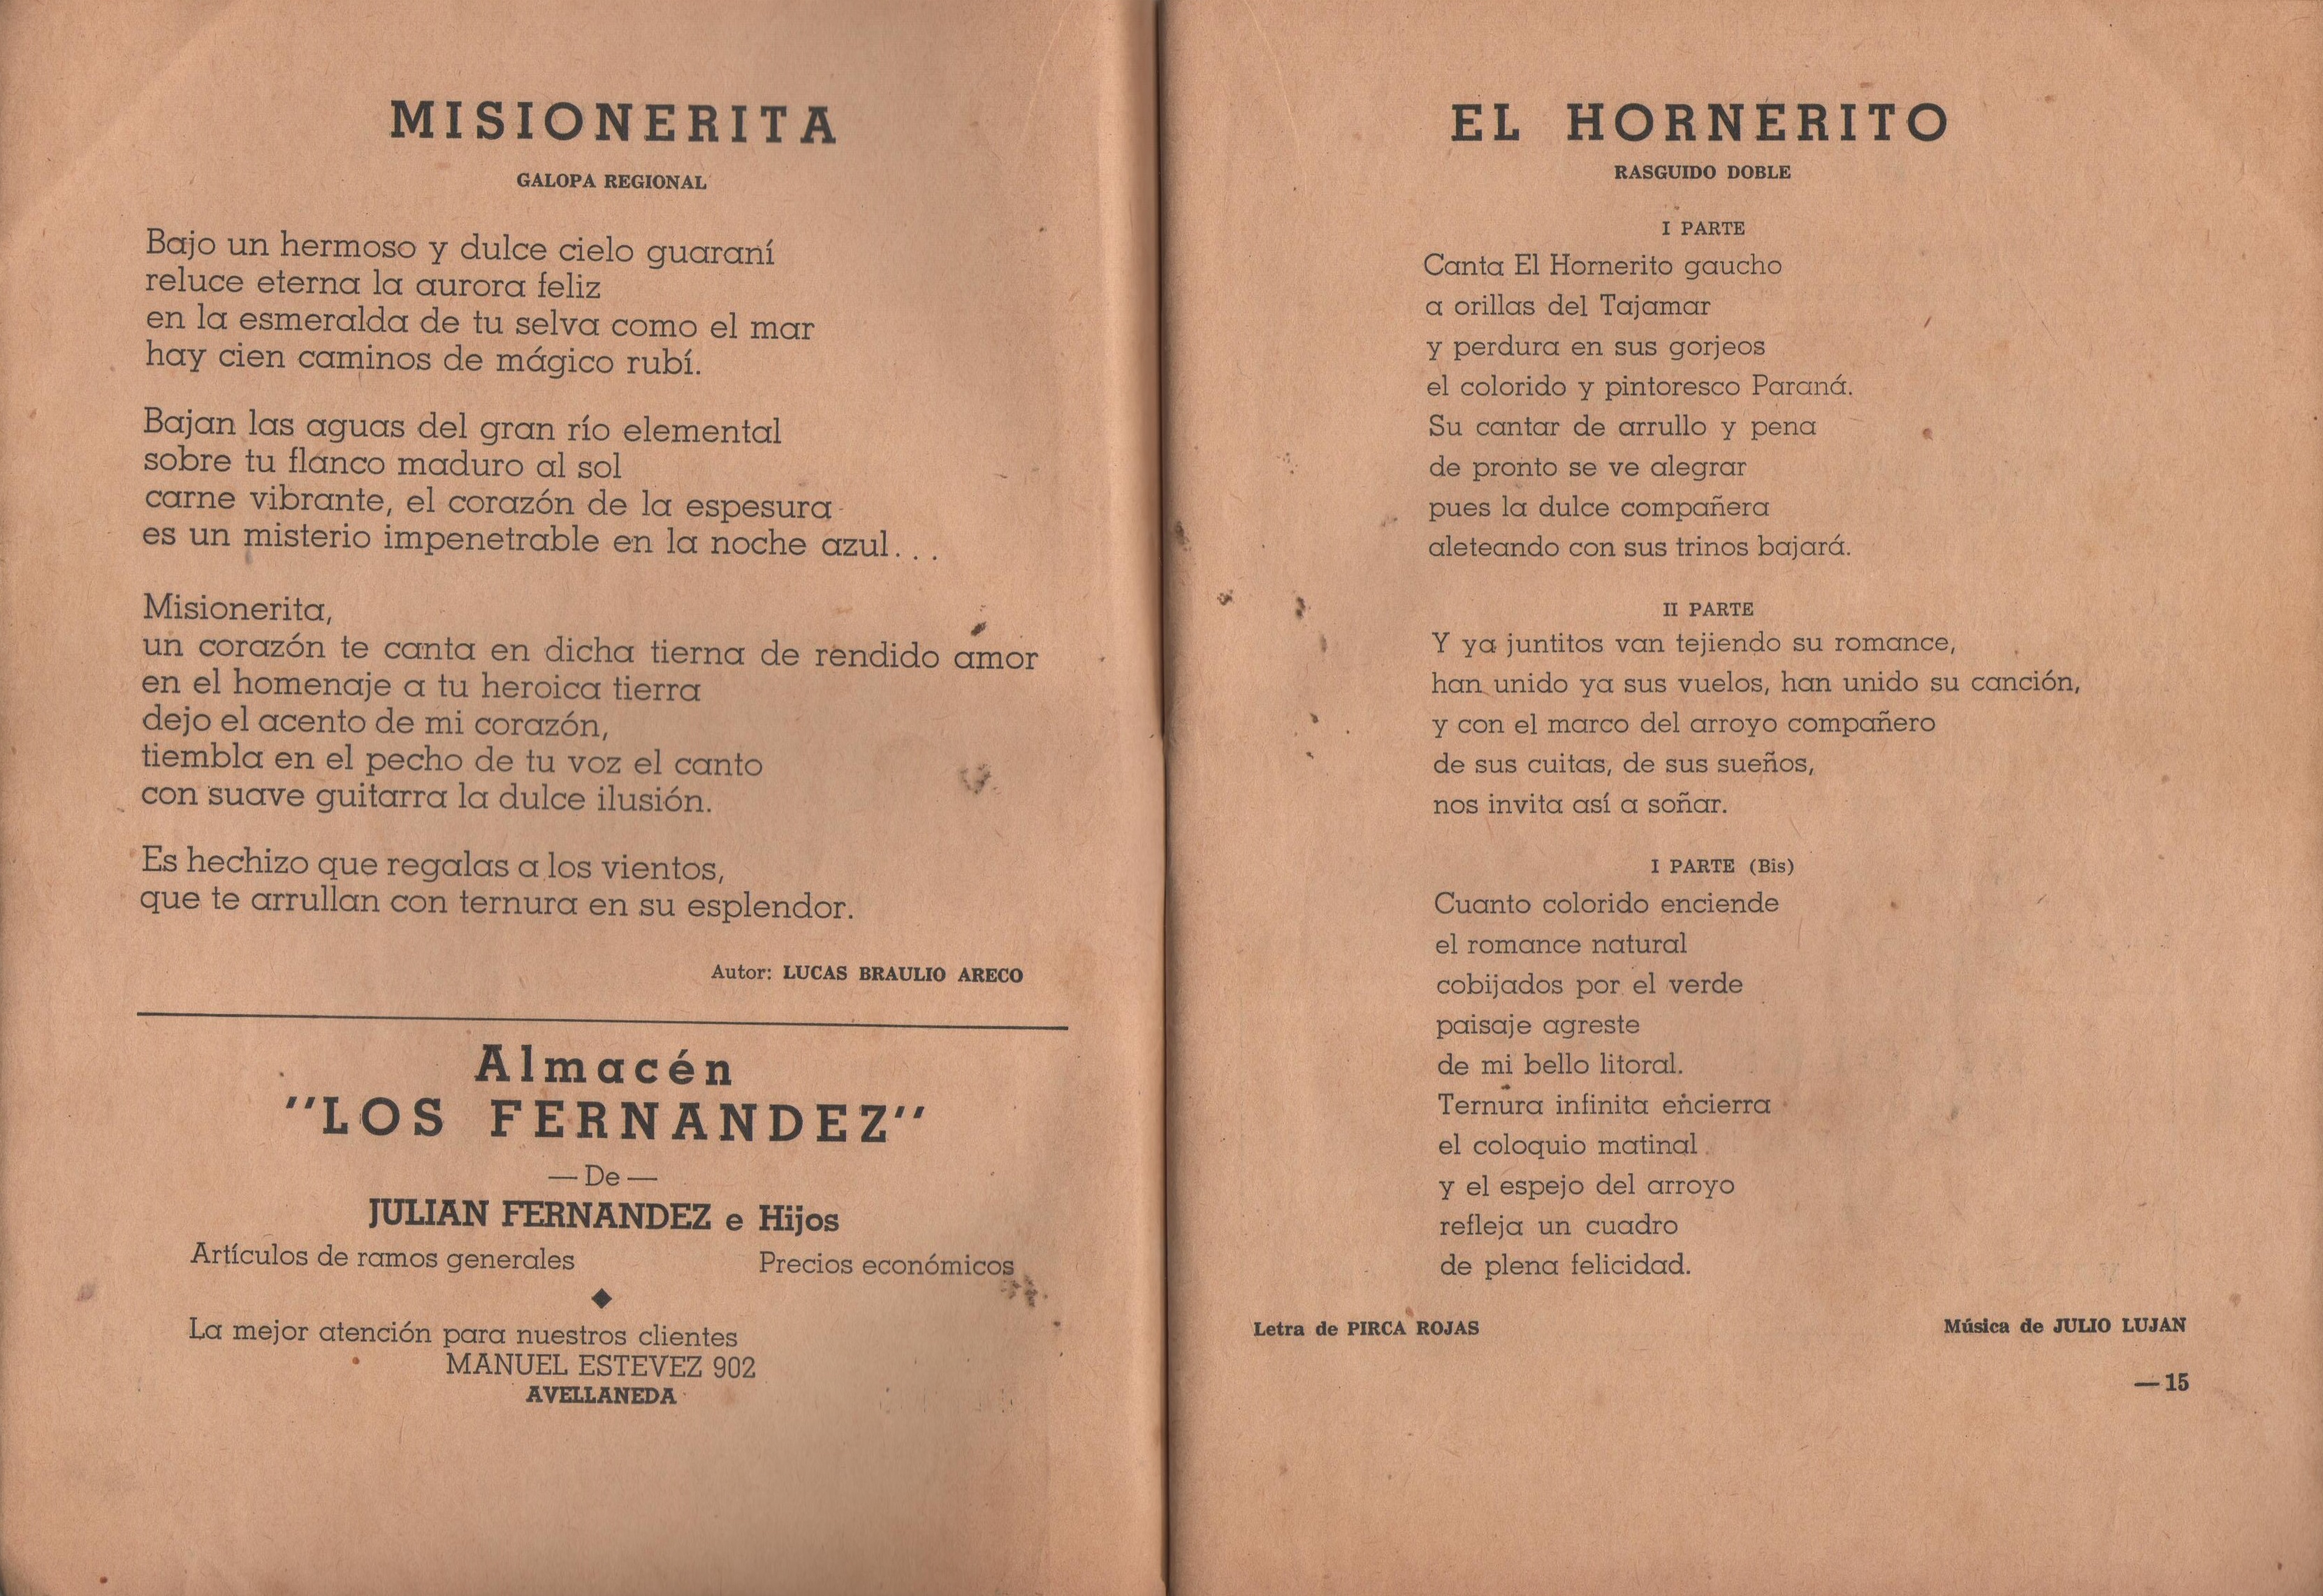 MISIONERITA
GALOPA REGIONAL
Bajo un hermoso y dulce cielo guaraní
reluce eterna la aurora feliz
en la esmeralda de tu selva como el mar
hay cien caminos de mágico rubí.
Bajan las aguas del gran río elemental
sobre tu flanco maduro al sol
carne vibrante, el corazón de la espesura
es un misterio impenetrable en la noche azul...
Misionerita,
un corazón te canta en dicha tierna de rendido amor
en el homenaje a tu heroica tierra
dejo el acento de mi corazón,
tiembla en el pecho de tu voz el canto
con suave guitarra la dulce ilusión.
Es hechizo que regalas a los vientos,
que te arrullan con ternura en su esplendor.
Autor: LUCAS BRAULIO ARECO
Almacén
"LOS FERNANDEZ"
— De —
JULIAN FERNANDEZ e Hijos
Artículos de ramos generales Precios económicos
◆
La mejor atención para nuestros clientes
MANUEL ESTEVEZ 902
AVELLANEDA
EL HORNERITO
RASGUIDO DOBLE
I PARTE
Canta El Hornerito gaucho
a orillas del Tajamar
y perdura en sus gorjeos
el colorido y pintoresco Paraná.
Su cantar de arrullo y pena
de pronto se ve alegrar
pues la dulce compañera
aleteando con sus trinos bajará.
II PARTE
Y ya juntitos van tejiendo su romance,
han unido ya sus vuelos, han unido su canción,
y con el marco del arroyo compañero
de sus cuitas, de sus sueños,
nos invita así a soñar.
I PARTE (Bis)
Cuanto colorido enciende
el romance natural
cobijados por el verde
paisaje agreste
de mi bello litoral.
Ternura infinita encierra
el coloquio matinal
y el espejo del arroyo
refleja un cuadro
de plena felicidad.
Letra de PIRCA ROJAS Música de JULIO LUJAN
—15